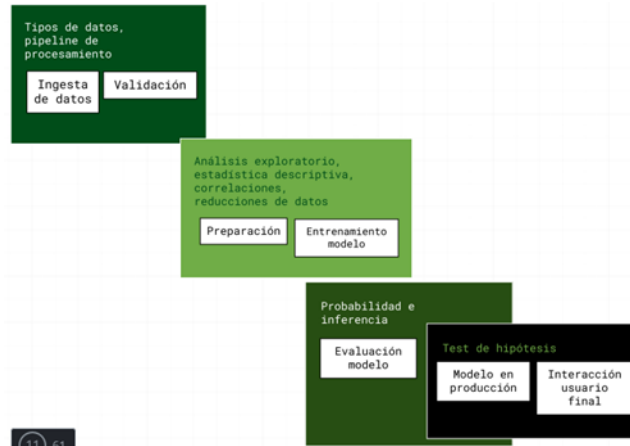 Tipos de datos,
pipeline de
procesamiento
Ingesta
de datos
Validación
Análisis exploratorio,
estadística descriptiva,
correlaciones,
reducciones de datos
Preparación
Entrenamiento
modelo
Probabilidad e
inferencia
Evaluación
modelo
Test de hipótesis
Modelo en
producción
Interacción
usuario
final
11 61